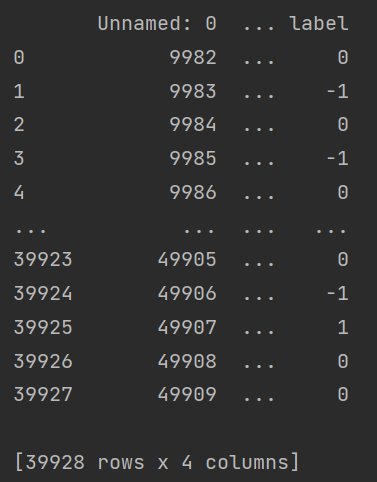 Unnamed: 0 ... label
0 9982 ... 0
1 9983 ... -1
2 9984 ... 0
3 9985 ... -1
4 9986 ... 0
... ... ... ...
39923 49905 ... 0
39924 49906 ... -1
39925 49907 ... 1
39926 49908 ... 0
39927 49909 ... 0
[39928 rows x 4 columns]